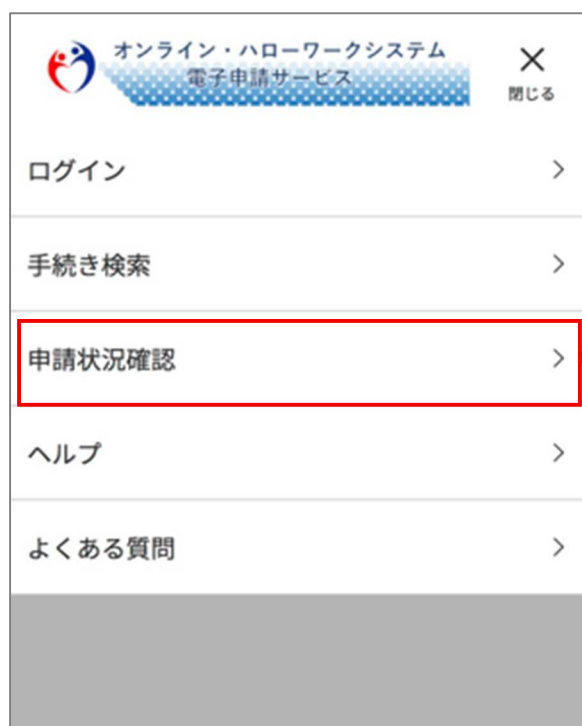 オンライン・ハローワークシステム
電子申請サービス
閉じる
ログイン
手続き検索
申請状況確認
ヘルプ
よくある質問